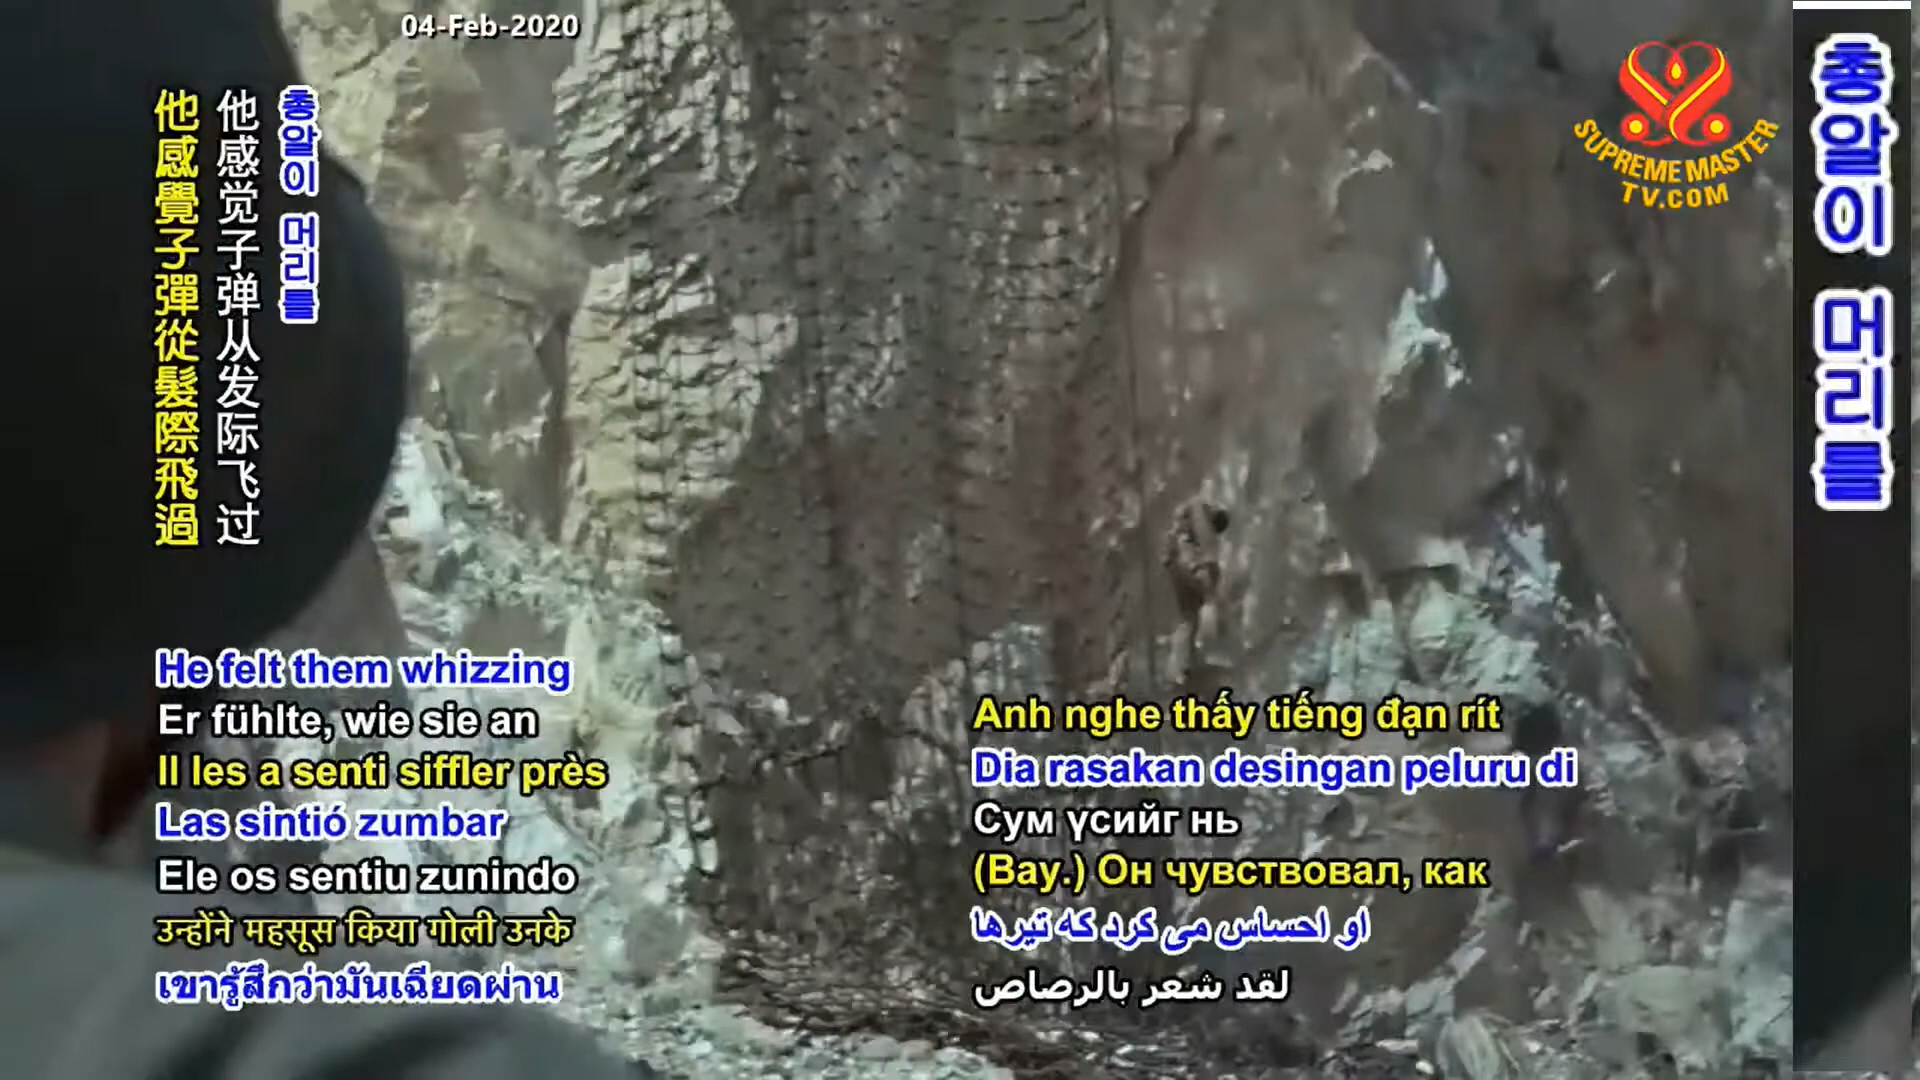 04-Feb-2020
총알이 머리를
他感觉子弹从发际飞过
他感覺子彈從髮際飛過
SUPREME MASTER
TV.COM
총알이 머리를
He felt them whizzing
Er fühlte, wie sie an
Il les a senti siffler près
Las sintió zumbar
Ele os sentiu zunindo
उन्होंने महसूस किया गोली उनके
เขารู้สึกว่ามันเฉียดผ่าน
Anh nghe thấy tiếng đạn rít
Dia rasakan desingan peluru di
Сум үсийг нь
(Bay.) Он чувствовал, как
او احساس می کرد که تیرها
لقد شعر بالرصاص